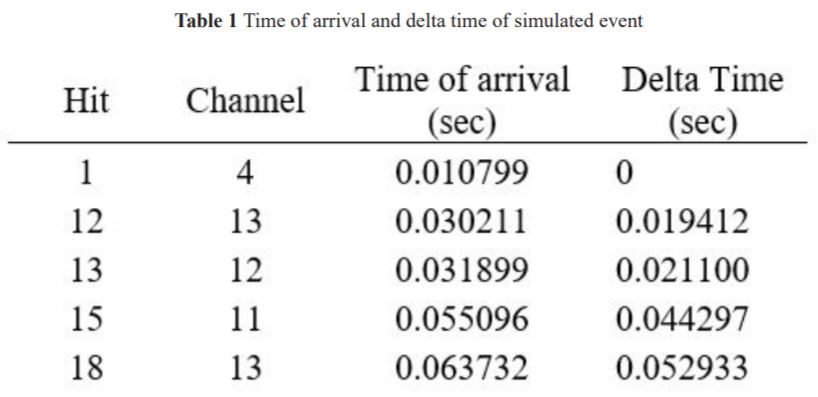 Table 1 Time of arrival and delta time of simulated event
Hit Channel Time of arrival (sec) Delta Time (sec)
1 4 0.010799 0
12 13 0.030211 0.019412
13 12 0.031899 0.021100
15 11 0.055096 0.044297
18 13 0.063732 0.052933